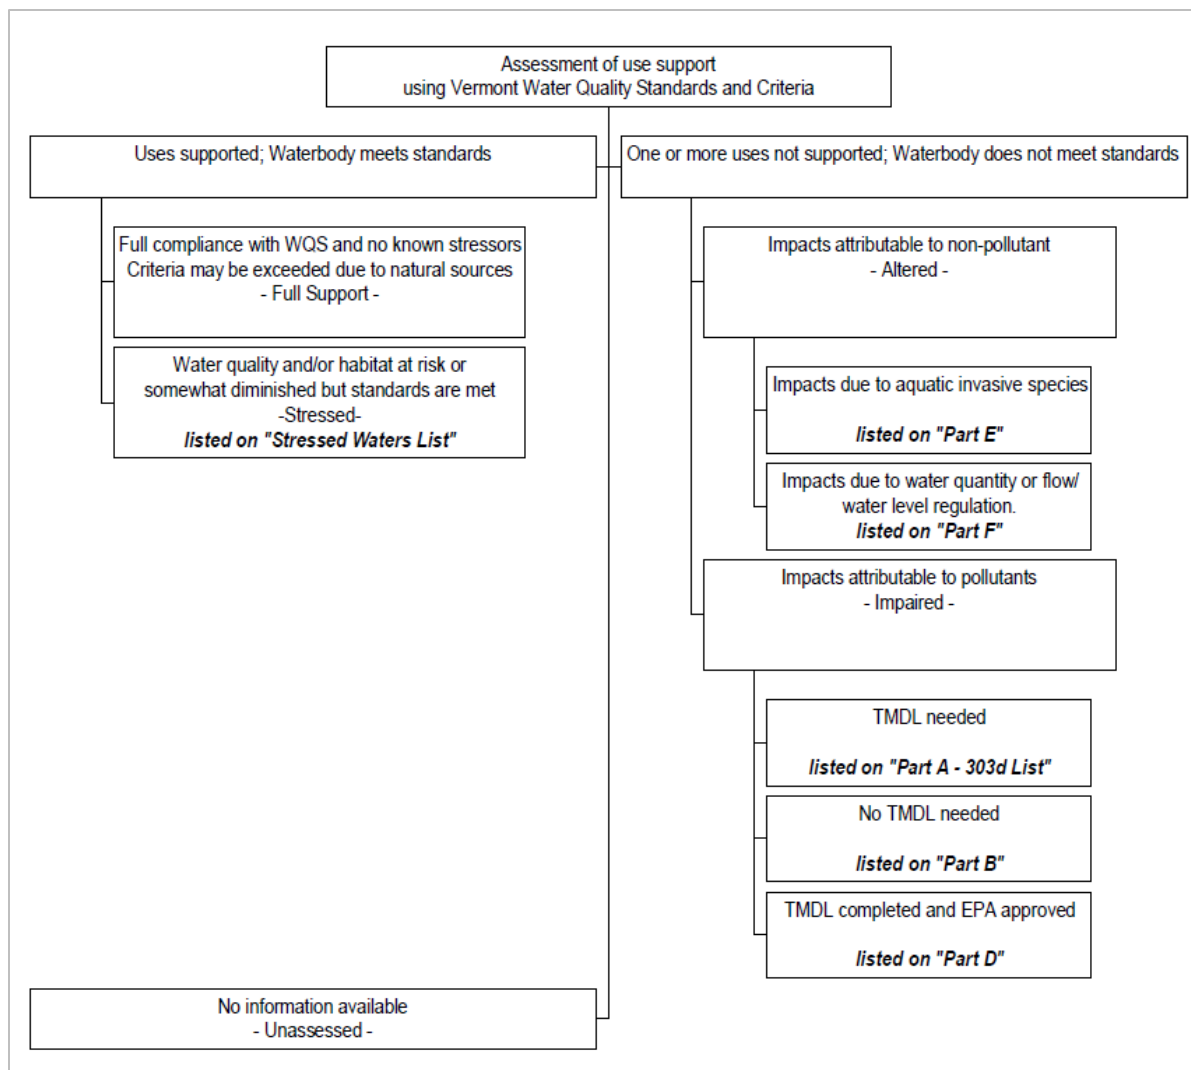 Assessment of use support
using Vermont Water Quality Standards and Criteria
Uses supported; Waterbody meets standards
One or more uses not supported; Waterbody does not meet standards
Full compliance with WQS and no known stressors
Criteria may be exceeded due to natural sources
- Full Support -
Water quality and/or habitat at risk or
somewhat diminished but standards are met
-Stressed-
listed on "Stressed Waters List"
Impacts attributable to non-pollutant
- Altered -
Impacts due to aquatic invasive species
listed on "Part E"
Impacts due to water quantity or flow/
water level regulation.
listed on "Part F"
Impacts attributable to pollutants
- Impaired -
TMDL needed
listed on "Part A - 303d List"
No TMDL needed
listed on "Part B"
TMDL completed and EPA approved
listed on "Part D"
No information available
- Unassessed -